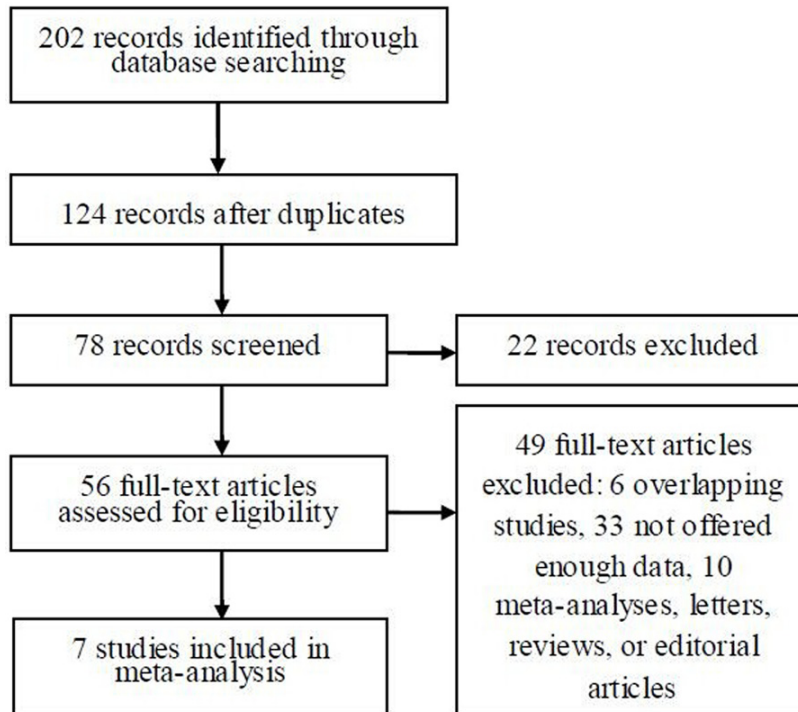 202 records identified through
database searching
124 records after duplicates
78 records screened
22 records excluded
56 full-text articles
assessed for eligibility
49 full-text articles
excluded: 6 overlapping
studies, 33 not offered
enough data, 10
meta-analyses, letters,
reviews, or editorial
articles
7 studies included in
meta-analysis